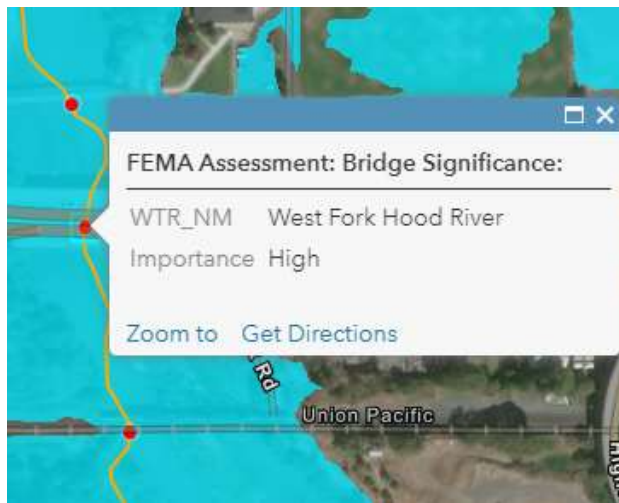 FEMA Assessment: Bridge Significance:
WTR_NM West Fork Hood River
Importance High
Zoom to Get Directions
Rd
Union Pacific